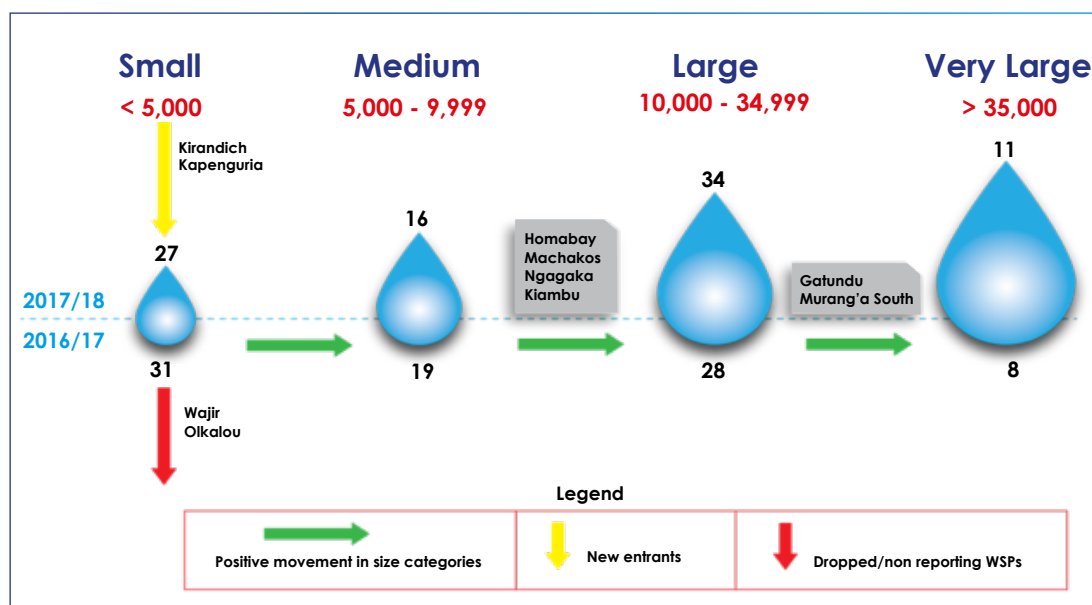 Small
< 5,000
Medium
5,000 - 9,999
Large
10,000 - 34,999
Very Large
> 35,000
Kirandich
Kapenguria
27
16
34
11
Homabay
Machakos
Ngagaka
Kiambu
Gatundu
Murang'a South
2017/18
2016/17
31
19
28
8
Wajir
Olkalou
Legend
Positive movement in size categories
New entrants
Dropped/non reporting WSPs